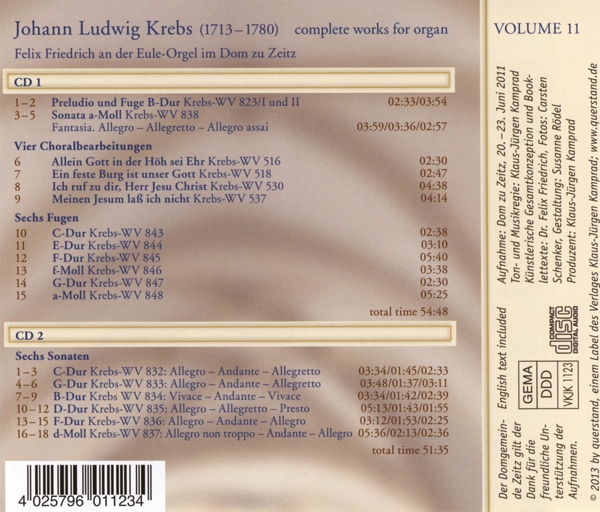 Johann Ludwig Krebs (1713–1780) complete works for organ
Felix Friedrich an der Eule-Orgel im Dom zu Zeitz
CD 1
1–2 Preludio und Fuge B-Dur Krebs-WV 823/I und II 02:33/03:54
3–5 Sonata a-Moll Krebs-WV 838
Fantasia. Allegro – Allegretto – Allegro assai 03:59/03:36/02:57
Vier Choralbearbeitungen
6 Allein Gott in der Höh sei Ehr Krebs-WV 516 02:30
7 Ein feste Burg ist unser Gott Krebs-WV 518 02:47
8 Ich ruf zu dir, Herr Jesu Christ Krebs-WV 530 04:38
9 Meinen Jesum laß ich nicht Krebs-WV 537 04:14
Sechs Fugen
10 C-Dur Krebs-WV 843 02:38
11 E-Dur Krebs-WV 844 03:10
12 F-Dur Krebs-WV 845 05:40
13 f-Moll Krebs-WV 846 03:38
14 G-Dur Krebs-WV 847 02:30
15 a-Moll Krebs-WV 848 05:25
total time 54:48
CD 2
Sechs Sonaten
1–3 C-Dur Krebs-WV 832: Allegro – Andante – Allegretto 03:34/01:45/02:33
4–6 G-Dur Krebs-WV 833: Allegro – Andante – Allegretto 03:48/01:37/03:11
7–9 B-Dur Krebs-WV 834: Vivace – Andante – Vivace 03:34/01:42/02:39
10–12 D-Dur Krebs-WV 835: Allegro – Allegretto – Presto 05:13/01:43/01:55
13–15 F-Dur Krebs-WV 836: Allegro – Andante – Allegro 03:12/01:53/02:25
16–18 d-Moll Krebs-WV 837: Allegro non troppo – Andante – Allegro 05:36/02:13/02:36
total time 51:35
4 025796 011234
VOLUME 11
Aufnahme: Dom zu Zeitz, 20.–23. Juni 2011
Ton- und Musikregie: Klaus-Jürgen Kamprad
Künstlerische Gesamtkonzeption und Book-
lettexte: Dr. Felix Friedrich, Fotos: Carsten
Schenker, Gestaltung: Susanne Rödel
Produzent: Klaus-Jürgen Kamprad
English text included
GEMA
DDD
VKJK 1123
COMPACT
disc
DIGITAL AUDIO
Der Domgemein-
de Zeitz gilt der
Dank für die
freundliche Un-
terstützung der
Aufnahmen.
© 2013 by querstand, einem Label des Verlages Klaus-Jürgen Kamprad; www.querstand.de